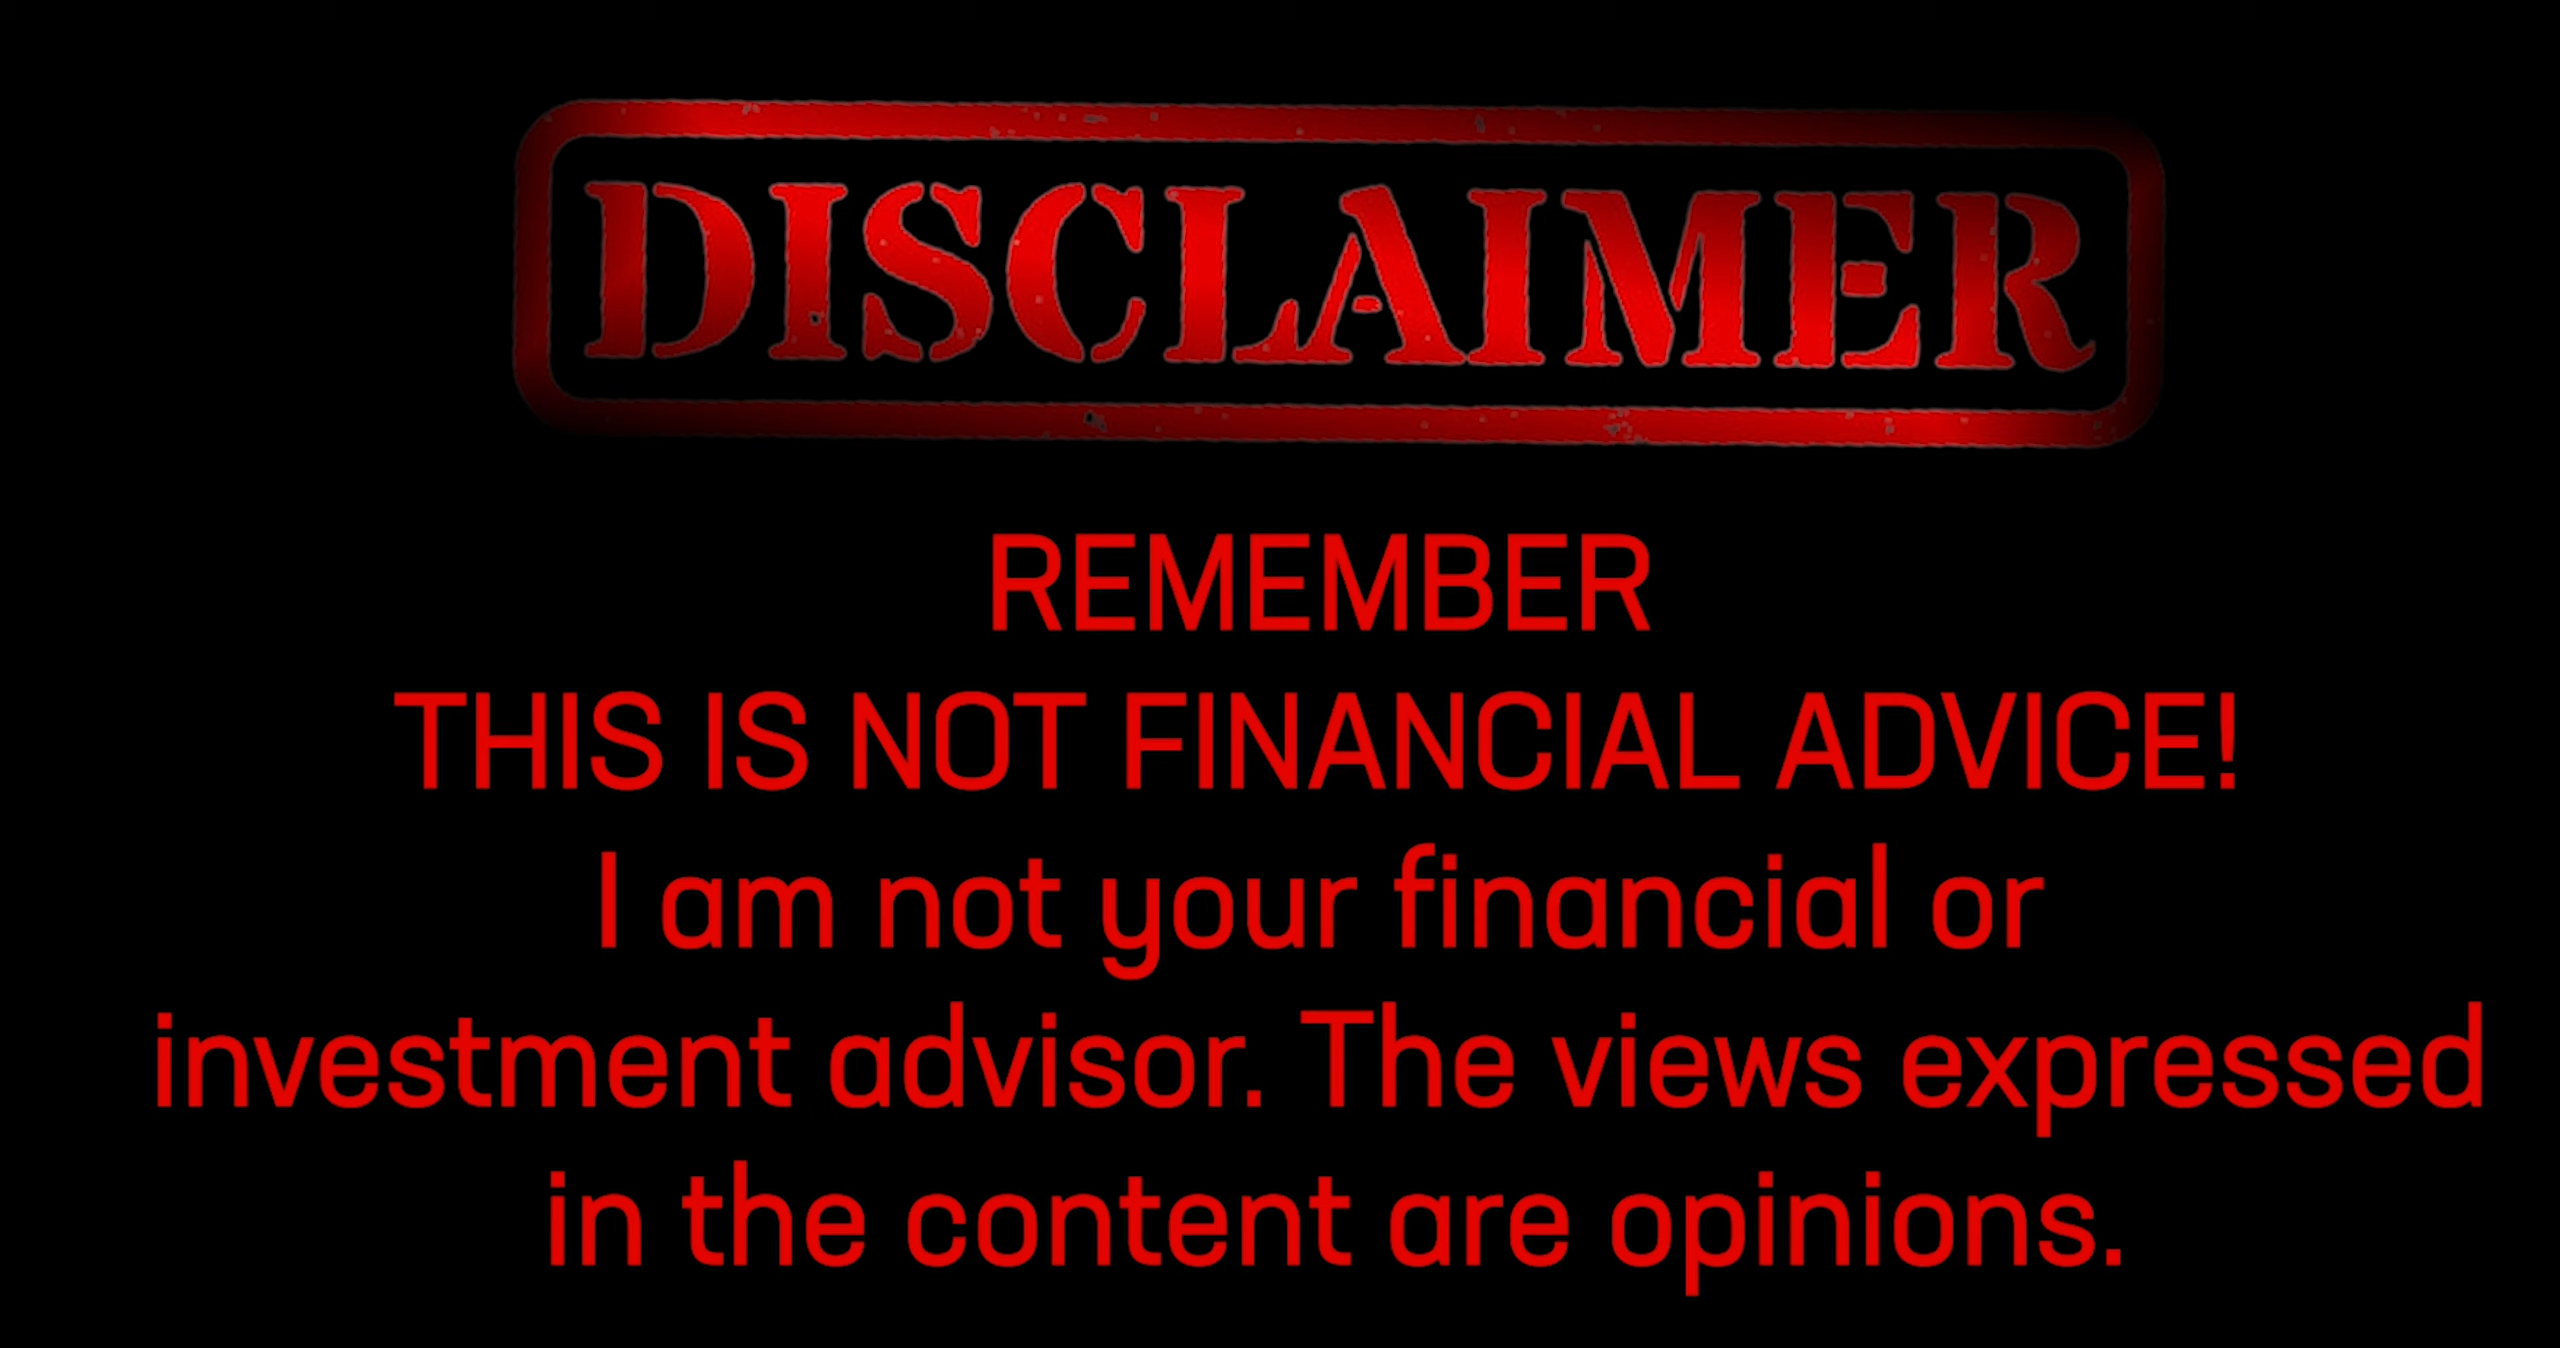 DISCLAIMER
REMEMBER
THIS IS NOT FINANCIAL ADVICE!
I am not your financial or
investment advisor. The views expressed
in the content are opinions.